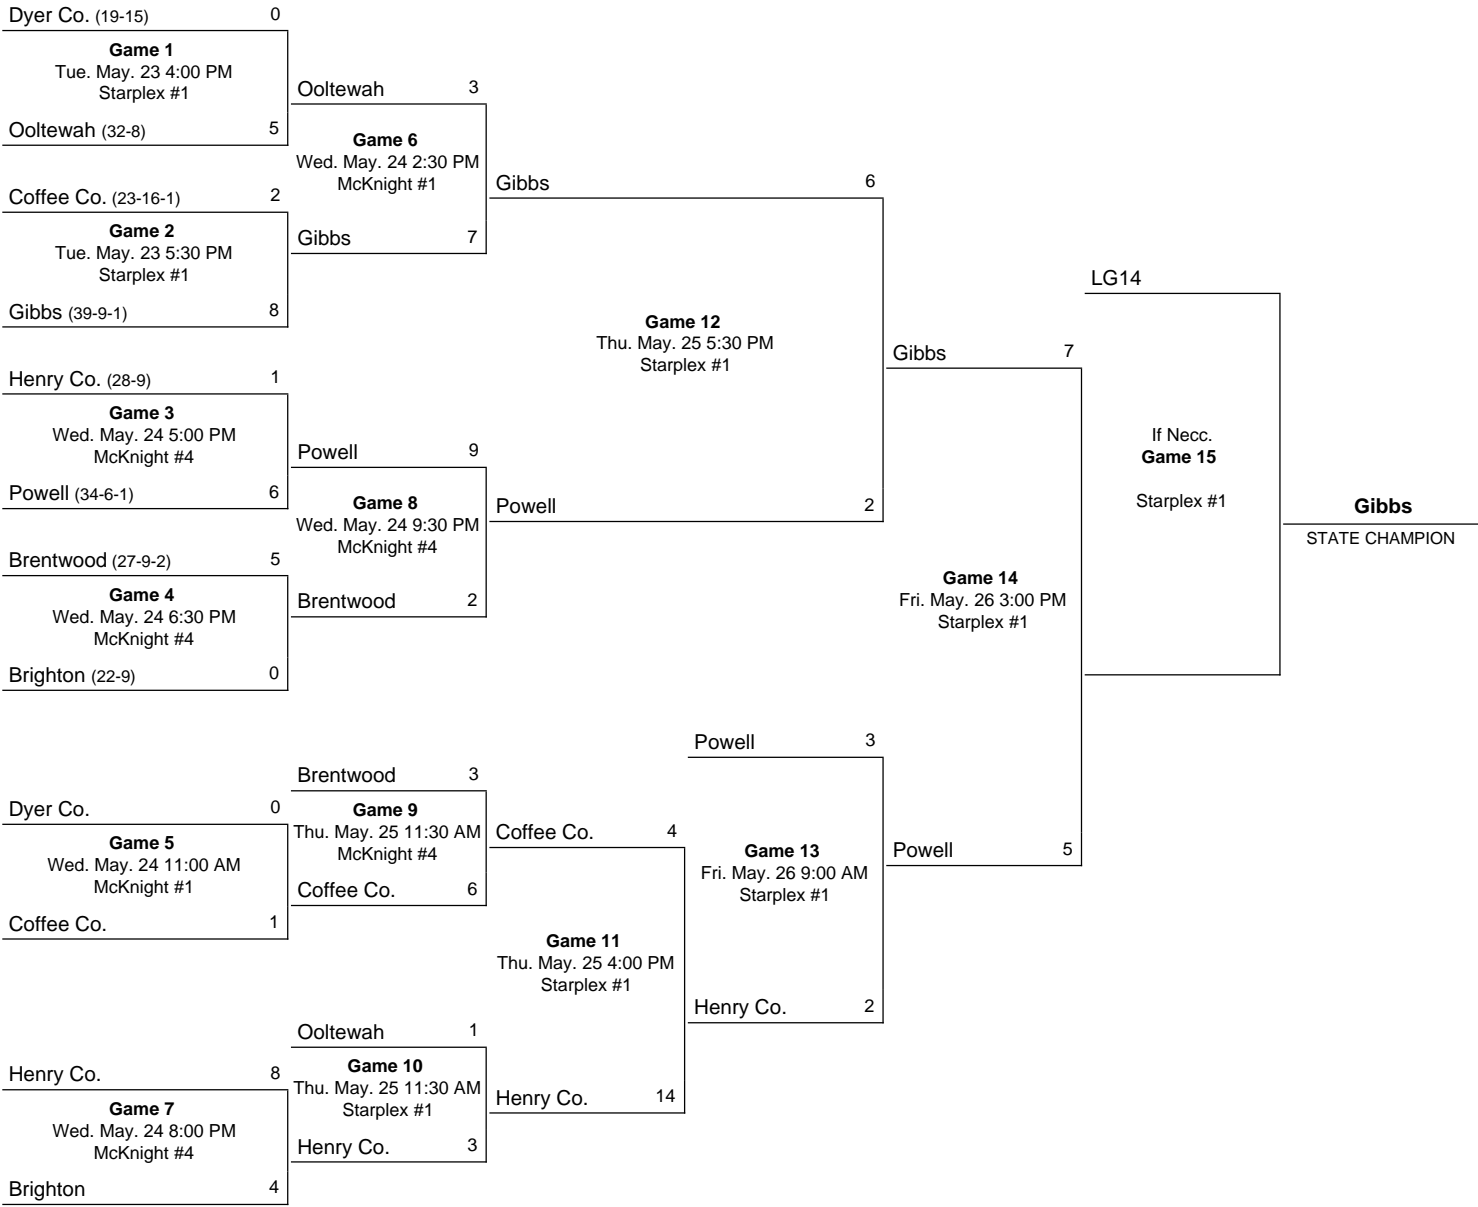 Dyer Co. (19-15) 0
Game 1
Tue. May. 23 4:00 PM
Starplex #1
Ooltewah (32-8) 5
Coffee Co. (23-16-1) 2
Game 2
Tue. May. 23 5:30 PM
Starplex #1
Gibbs (39-9-1) 8
Henry Co. (28-9) 1
Game 3
Wed. May. 24 5:00 PM
McKnight #4
Powell (34-6-1) 6
Brentwood (27-9-2) 5
Game 4
Wed. May. 24 6:30 PM
McKnight #4
Brighton (22-9) 0
Dyer Co. 0
Game 5
Wed. May. 24 11:00 AM
McKnight #1
Coffee Co. 1
Henry Co. 8
Game 7
Wed. May. 24 8:00 PM
McKnight #4
Brighton 4
Ooltewah 3
Game 6
Wed. May. 24 2:30 PM
McKnight #1
Gibbs 7
Powell 9
Game 8
Wed. May. 24 9:30 PM
McKnight #4
Brentwood 2
Brentwood 3
Game 9
Thu. May. 25 11:30 AM
McKnight #4
Coffee Co. 6
Ooltewah 1
Game 10
Thu. May. 25 11:30 AM
Starplex #1
Henry Co. 3
Gibbs 6
Game 12
Thu. May. 25 5:30 PM
Starplex #1
Powell 2
Coffee Co. 4
Game 11
Thu. May. 25 4:00 PM
Starplex #1
Henry Co. 14
Powell 3
Game 13
Fri. May. 26 9:00 AM
Starplex #1
Henry Co. 2
Gibbs 7
Game 14
Fri. May. 26 3:00 PM
Starplex #1
Powell 5
LG14
If Necc.
Game 15
Starplex #1
Gibbs
STATE CHAMPION